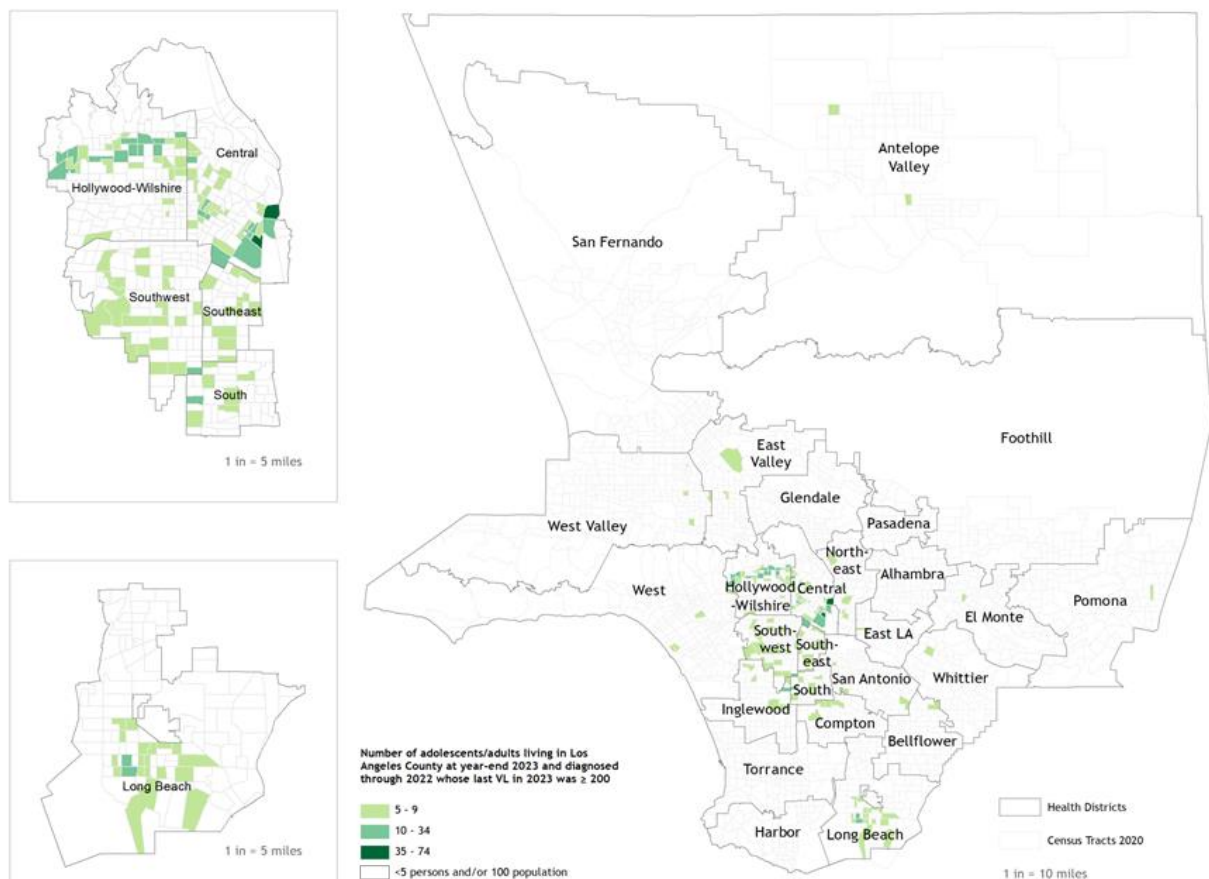 Central
Hollywood-Wilshire
Southwest
Southeast
South
1 in = 5 miles
Long Beach
1 in = 5 miles
Antelope
Valley
San Fernando
Foothill
East
Valley
Glendale
Pasadena
West Valley
North-
east
Alhambra
West
Hollywood
-Wilshire
Central
Pomona
El Monte
East LA
South-
west
South-
east
San Antonio
Whittier
South
Inglewood
Compton
Bellflower
Torrance
Harbor
Long Beach
Number of adolescents/adults living in Los
Angeles County at year-end 2023 and diagnosed
through 2022 whose last VL in 2023 was ≥ 200
5 - 9
10 - 34
35 - 74
<5 persons and/or 100 population
Health Districts
Census Tracts 2020
1 in = 10 miles